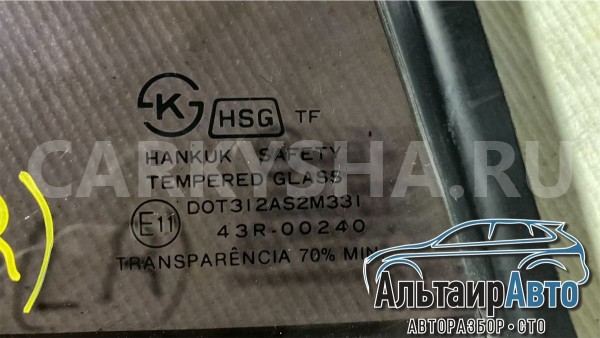 K HSG TF
HANKUK SAFETY
TEMPERED GLASS
DOT312AS2M331
E11 43R-00240
TRANSPARÊNCIA 70% MIN
CARKYSHA.RU
R)
АльтаирАвто
АВТОРАЗБОР·СТО